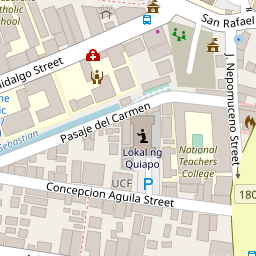 Catholic
School
San Rafael
Hidalgo Street
J. Nepomuceno Street
Pasaje del Carmen
Sebastian
Lokal ng
Quiapo
National
Teachers
College
UCF
P
180
Concepcion Aguila Street